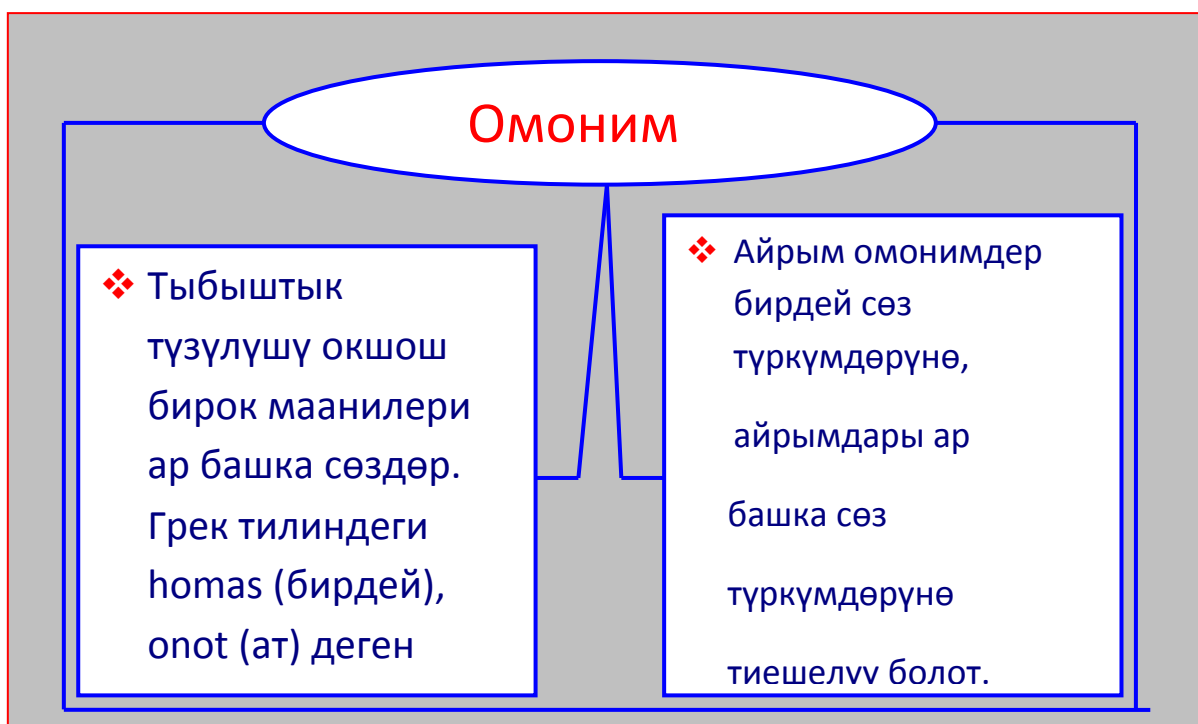 Омоним
❖ Тыбыштык
түзүлүшү окшош
бирок маанилери
ар башка сөздөр.
Грек тилиндеги
homas (бирдей),
onot (ат) деген
❖ Айрым омонимдер
бирдей сөз
түркүмдөрүнө,
айрымдары ар
башка сөз
түркүмдөрүнө
тиешелүү болот.